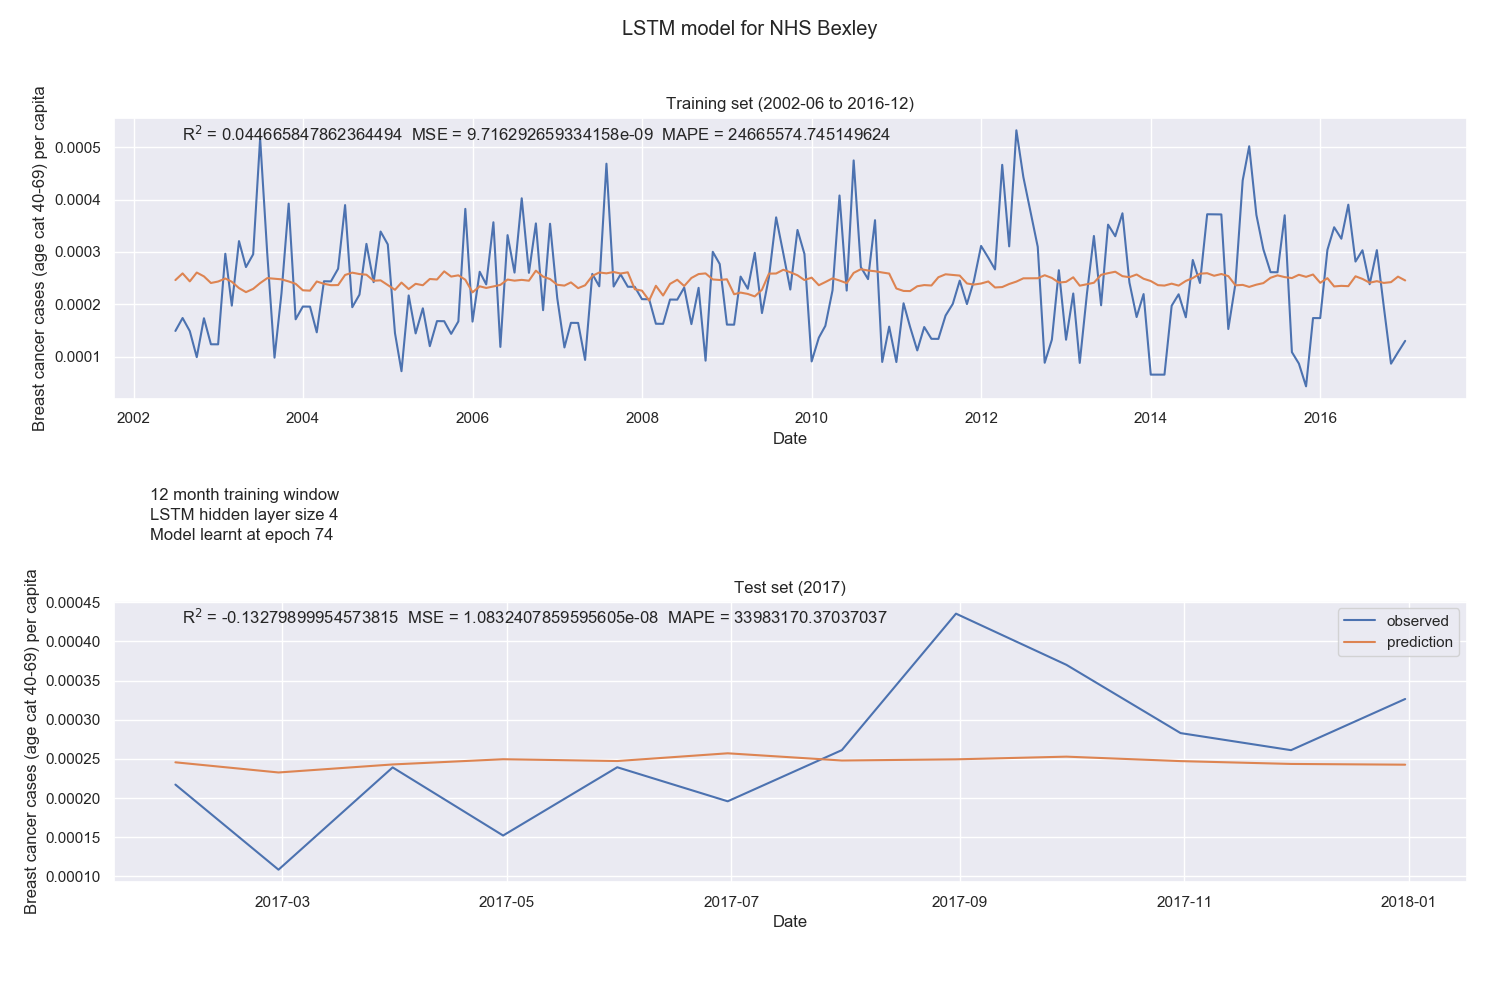 LSTM model for NHS Bexley
Training set (2002-06 to 2016-12)
R² = 0.044665847862364494 MSE = 9.716292659334158e-09 MAPE = 24665574.745149624
Breast cancer cases (age cat 40-69) per capita
0.0005
0.0004
0.0003
0.0002
0.0001
2002 2004 2006 2008 2010 2012 2014 2016
Date
12 month training window
LSTM hidden layer size 4
Model learnt at epoch 74
Test set (2017)
R² = -0.13279899954573815 MSE = 1.0832407859595605e-08 MAPE = 33983170.37037037
observed
prediction
Breast cancer cases (age cat 40-69) per capita
0.00045
0.00040
0.00035
0.00030
0.00025
0.00020
0.00015
0.00010
2017-03 2017-05 2017-07 2017-09 2017-11 2018-01
Date